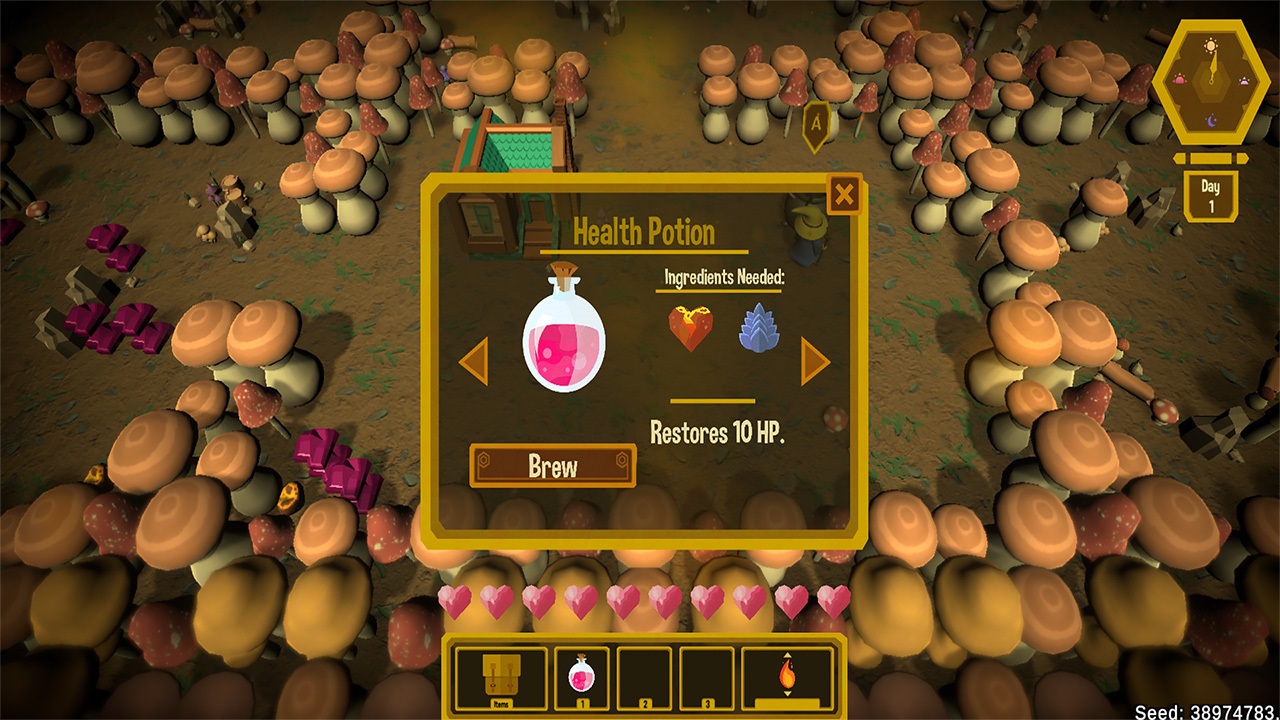 A
Day
1
Health Potion
Ingredients Needed:
Restores 10 HP.
Brew
Items
1
2
3
Seed: 38974783